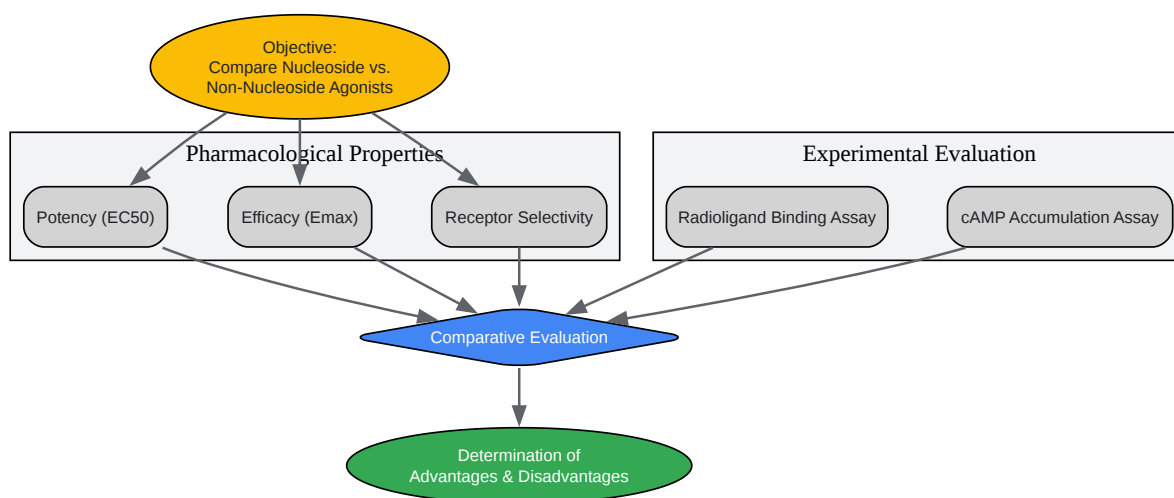 Objective:
Compare Nucleoside vs.
Non-Nucleoside Agonists
Pharmacological Properties
Experimental Evaluation
Potency (EC50)
Efficacy (Emax)
Receptor Selectivity
Radioligand Binding Assay
cAMP Accumulation Assay
Comparative Evaluation
Determination of
Advantages & Disadvantages